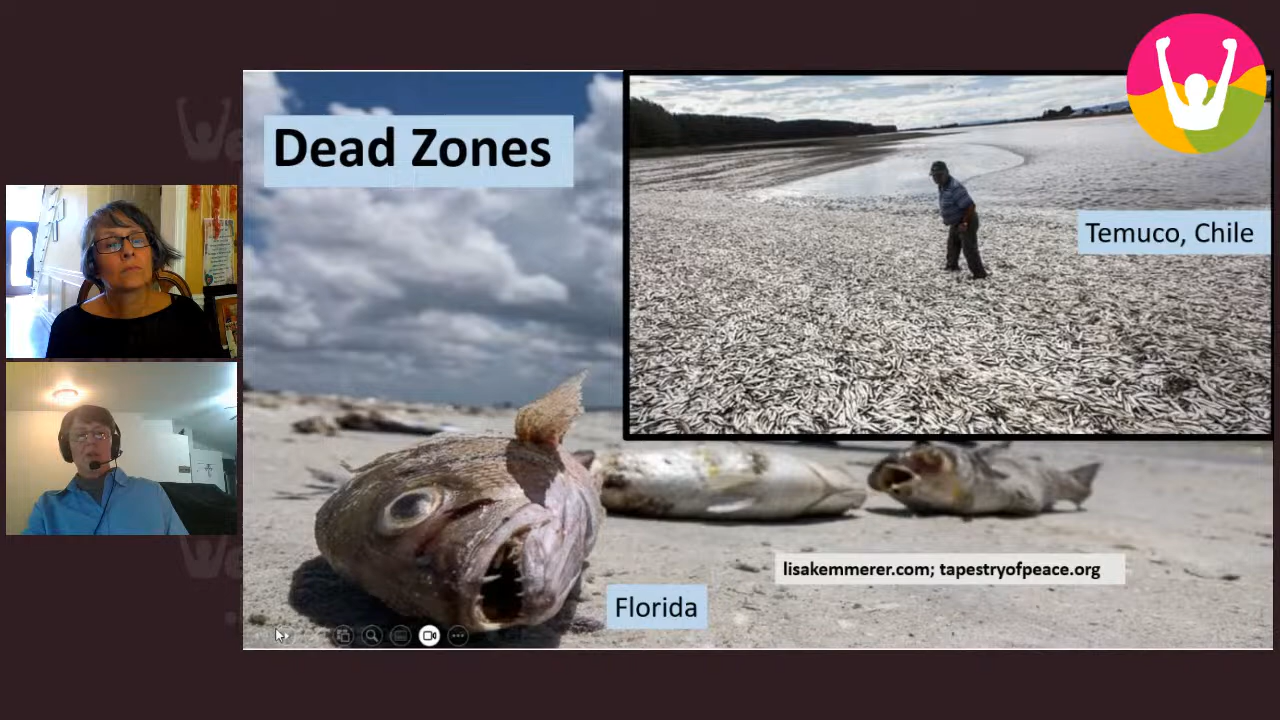 Dead Zones
Temuco, Chile
lisakemmerer.com; tapestryofpeace.org
Florida